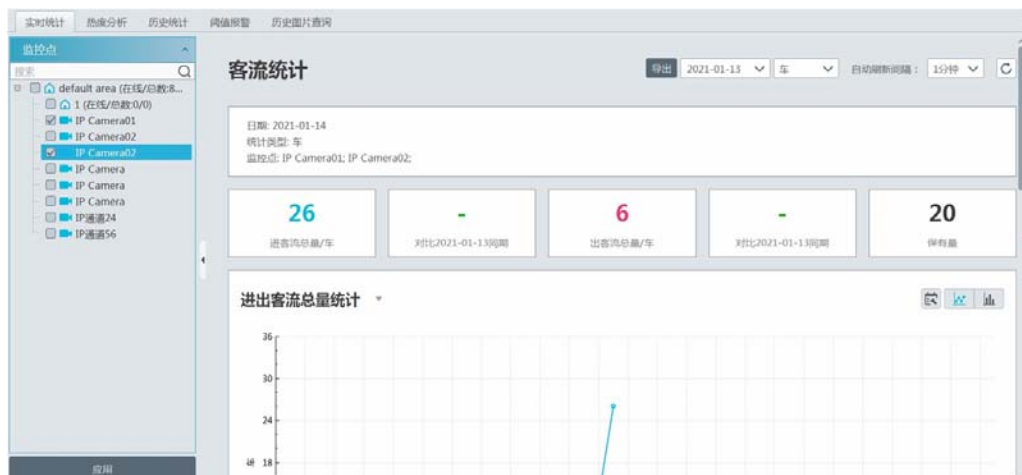 实时统计 热度分析 历史统计 阈值报警 历史图片查询
监控点
搜索
default area (在线/总数:8...
1 (在线/总数:0/0)
IP Camera01
IP Camera02
IP Camera02
IP Camera
IP Camera
IP Camera
IP通道24
IP通道56
应用
客流统计
导出 2021-01-13 车 自动刷新间隔： 1分钟
日期: 2021-01-14
统计类型: 车
监控点: IP Camera01; IP Camera02;
26 - 6 - 20
进客流总量/车 对比2021-01-13同期 出客流总量/车 对比2021-01-13同期 保有量
进出客流总量统计
36
30
24
18